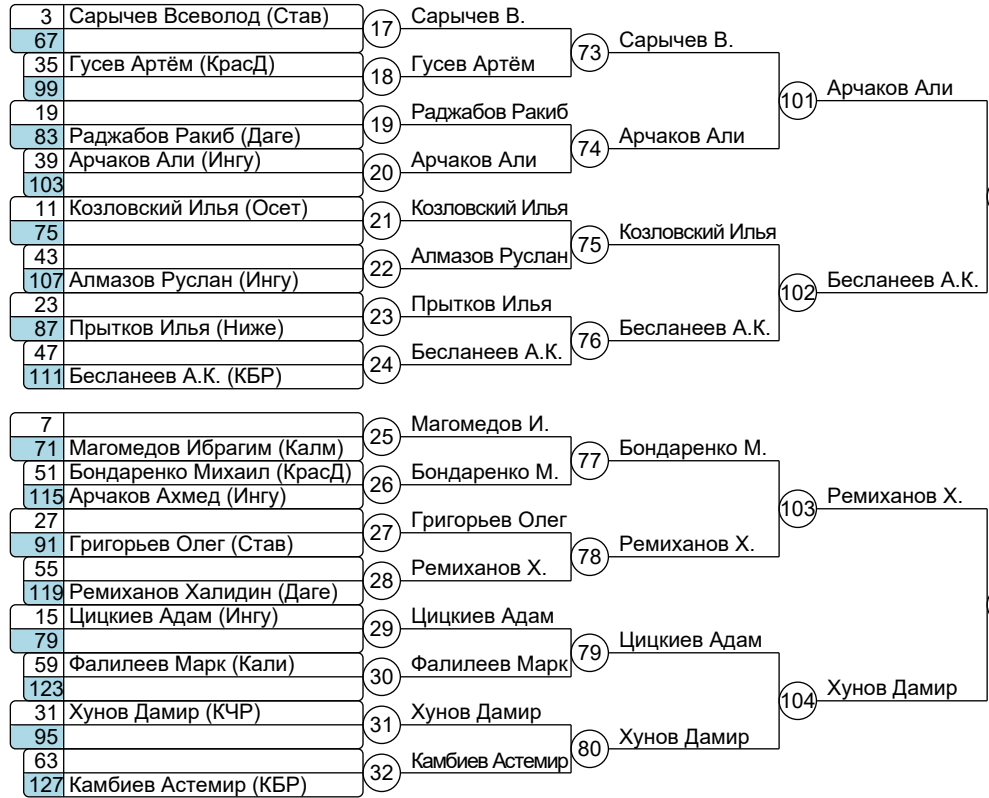 3 Сарычев Всеволод (Став) 17 Сарычев В.
67 73 Сарычев В.
35 Гусев Артём (КрасД) 18 Гусев Артём
99 101 Арчаков Али
19 19 Раджабов Ракиб
83 Раджабов Ракиб (Даге) 74 Арчаков Али
39 Арчаков Али (Ингу) 20 Арчаков Али
103
11 Козловский Илья (Осет) 21 Козловский Илья
75 75 Козловский Илья
43 22 Алмазов Руслан
107 Алмазов Руслан (Ингу) 102 Бесланеев А.К.
23 23 Прытков Илья
87 Прытков Илья (Ниже) 76 Бесланеев А.К.
47 24 Бесланеев А.К.
111 Бесланеев А.К. (КБР)
7 25 Магомедов И.
71 Магомедов Ибрагим (Калм) 77 Бондаренко М.
51 Бондаренко Михаил (КрасД) 26 Бондаренко М.
115 Арчаков Ахмед (Ингу) 103 Ремиханов Х.
27 27 Григорьев Олег
91 Григорьев Олег (Став) 78 Ремиханов Х.
55 28 Ремиханов Х.
119 Ремиханов Халидин (Даге)
15 Цицкиев Адам (Ингу) 29 Цицкиев Адам
79 79 Цицкиев Адам
59 Фалилеев Марк (Кали) 30 Фалилеев Марк
123 104 Хунов Дамир
31 Хунов Дамир (КЧР) 31 Хунов Дамир
95 80 Хунов Дамир
63 32 Камбиев Астемир
127 Камбиев Астемир (КБР)